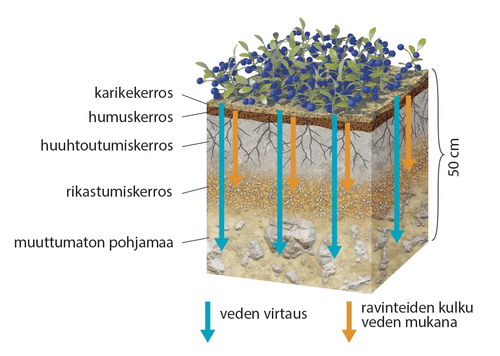 karikekerros
humuskerros
huuhtoutumiskerros
rikastumiskerros
muuttumaton pohjamaa
50 cm
veden virtaus
ravinteiden kulku
veden mukana